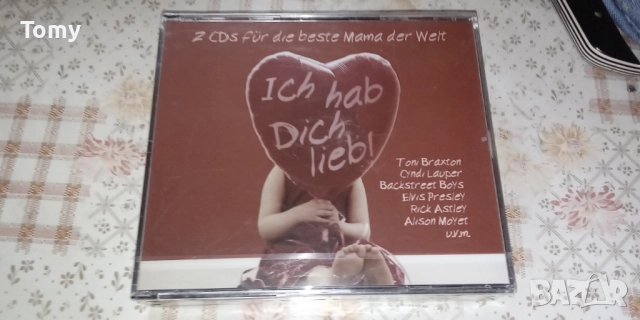 Tomy
2 CDs für die beste Mama der Welt
Ich hab
Dich
lieb!
Toni Braxton
Cyndi Lauper
Backstreet Boys
Elvis Presley
Rick Astley
Alison Moyet
u.v.m.
BAZAR